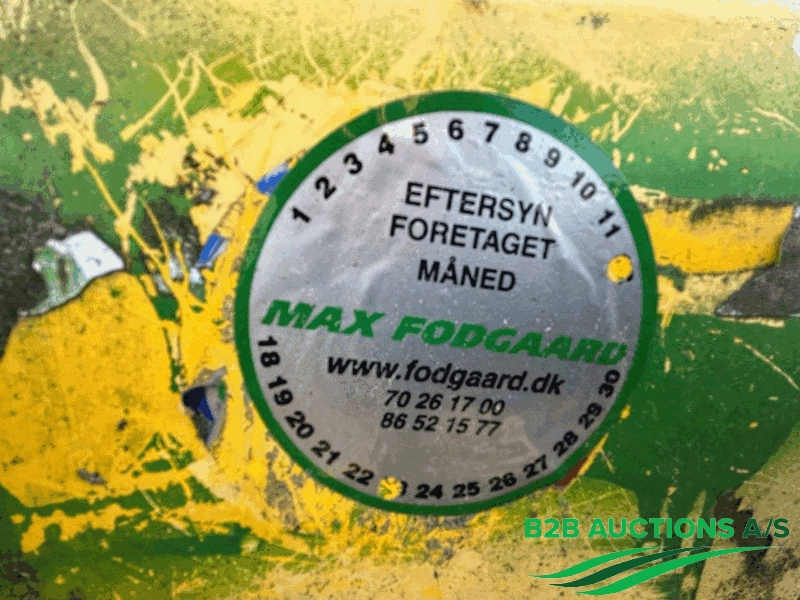 1 2 3 4 5 6 7 8 9 10 11
EFTERSYN
FORETAGET
MÅNED
MAX FODGAARD
www.fodgaard.dk
70 26 17 00
86 52 15 77
18 19 20 21 22 24 25 26 27 28 29 30
B2B AUCTIONS A/S